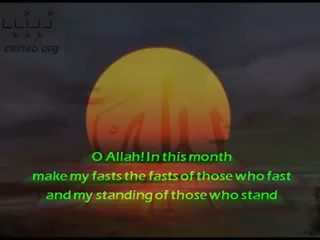 zainab.org
O Allah! In this month
make my fasts the fasts of those who fast
and my standing of those who stand